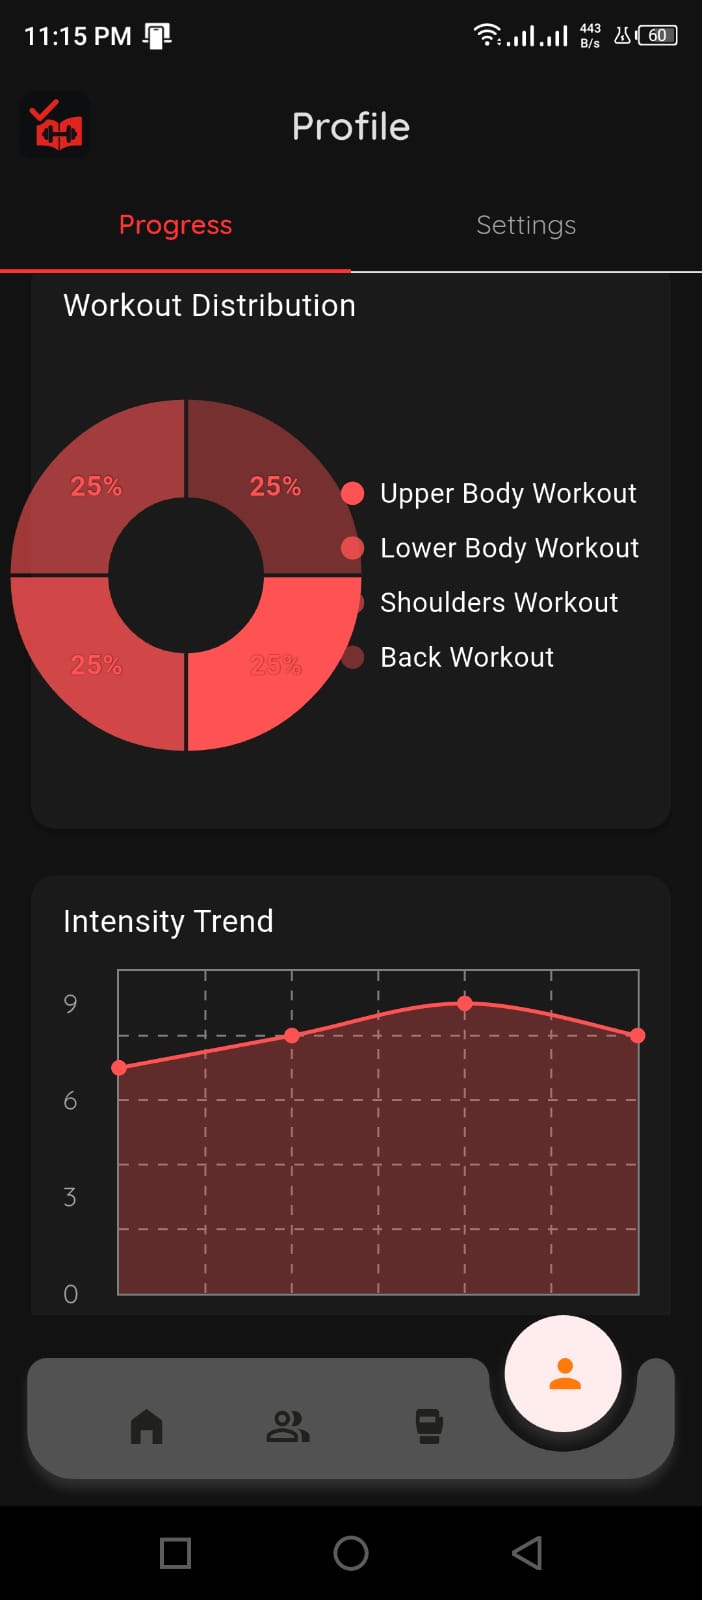 11:15 PM
443
B/s
60
Profile
Progress
Settings
Workout Distribution
25%
25%
25%
25%
Upper Body Workout
Lower Body Workout
Shoulders Workout
Back Workout
Intensity Trend
9
6
3
0